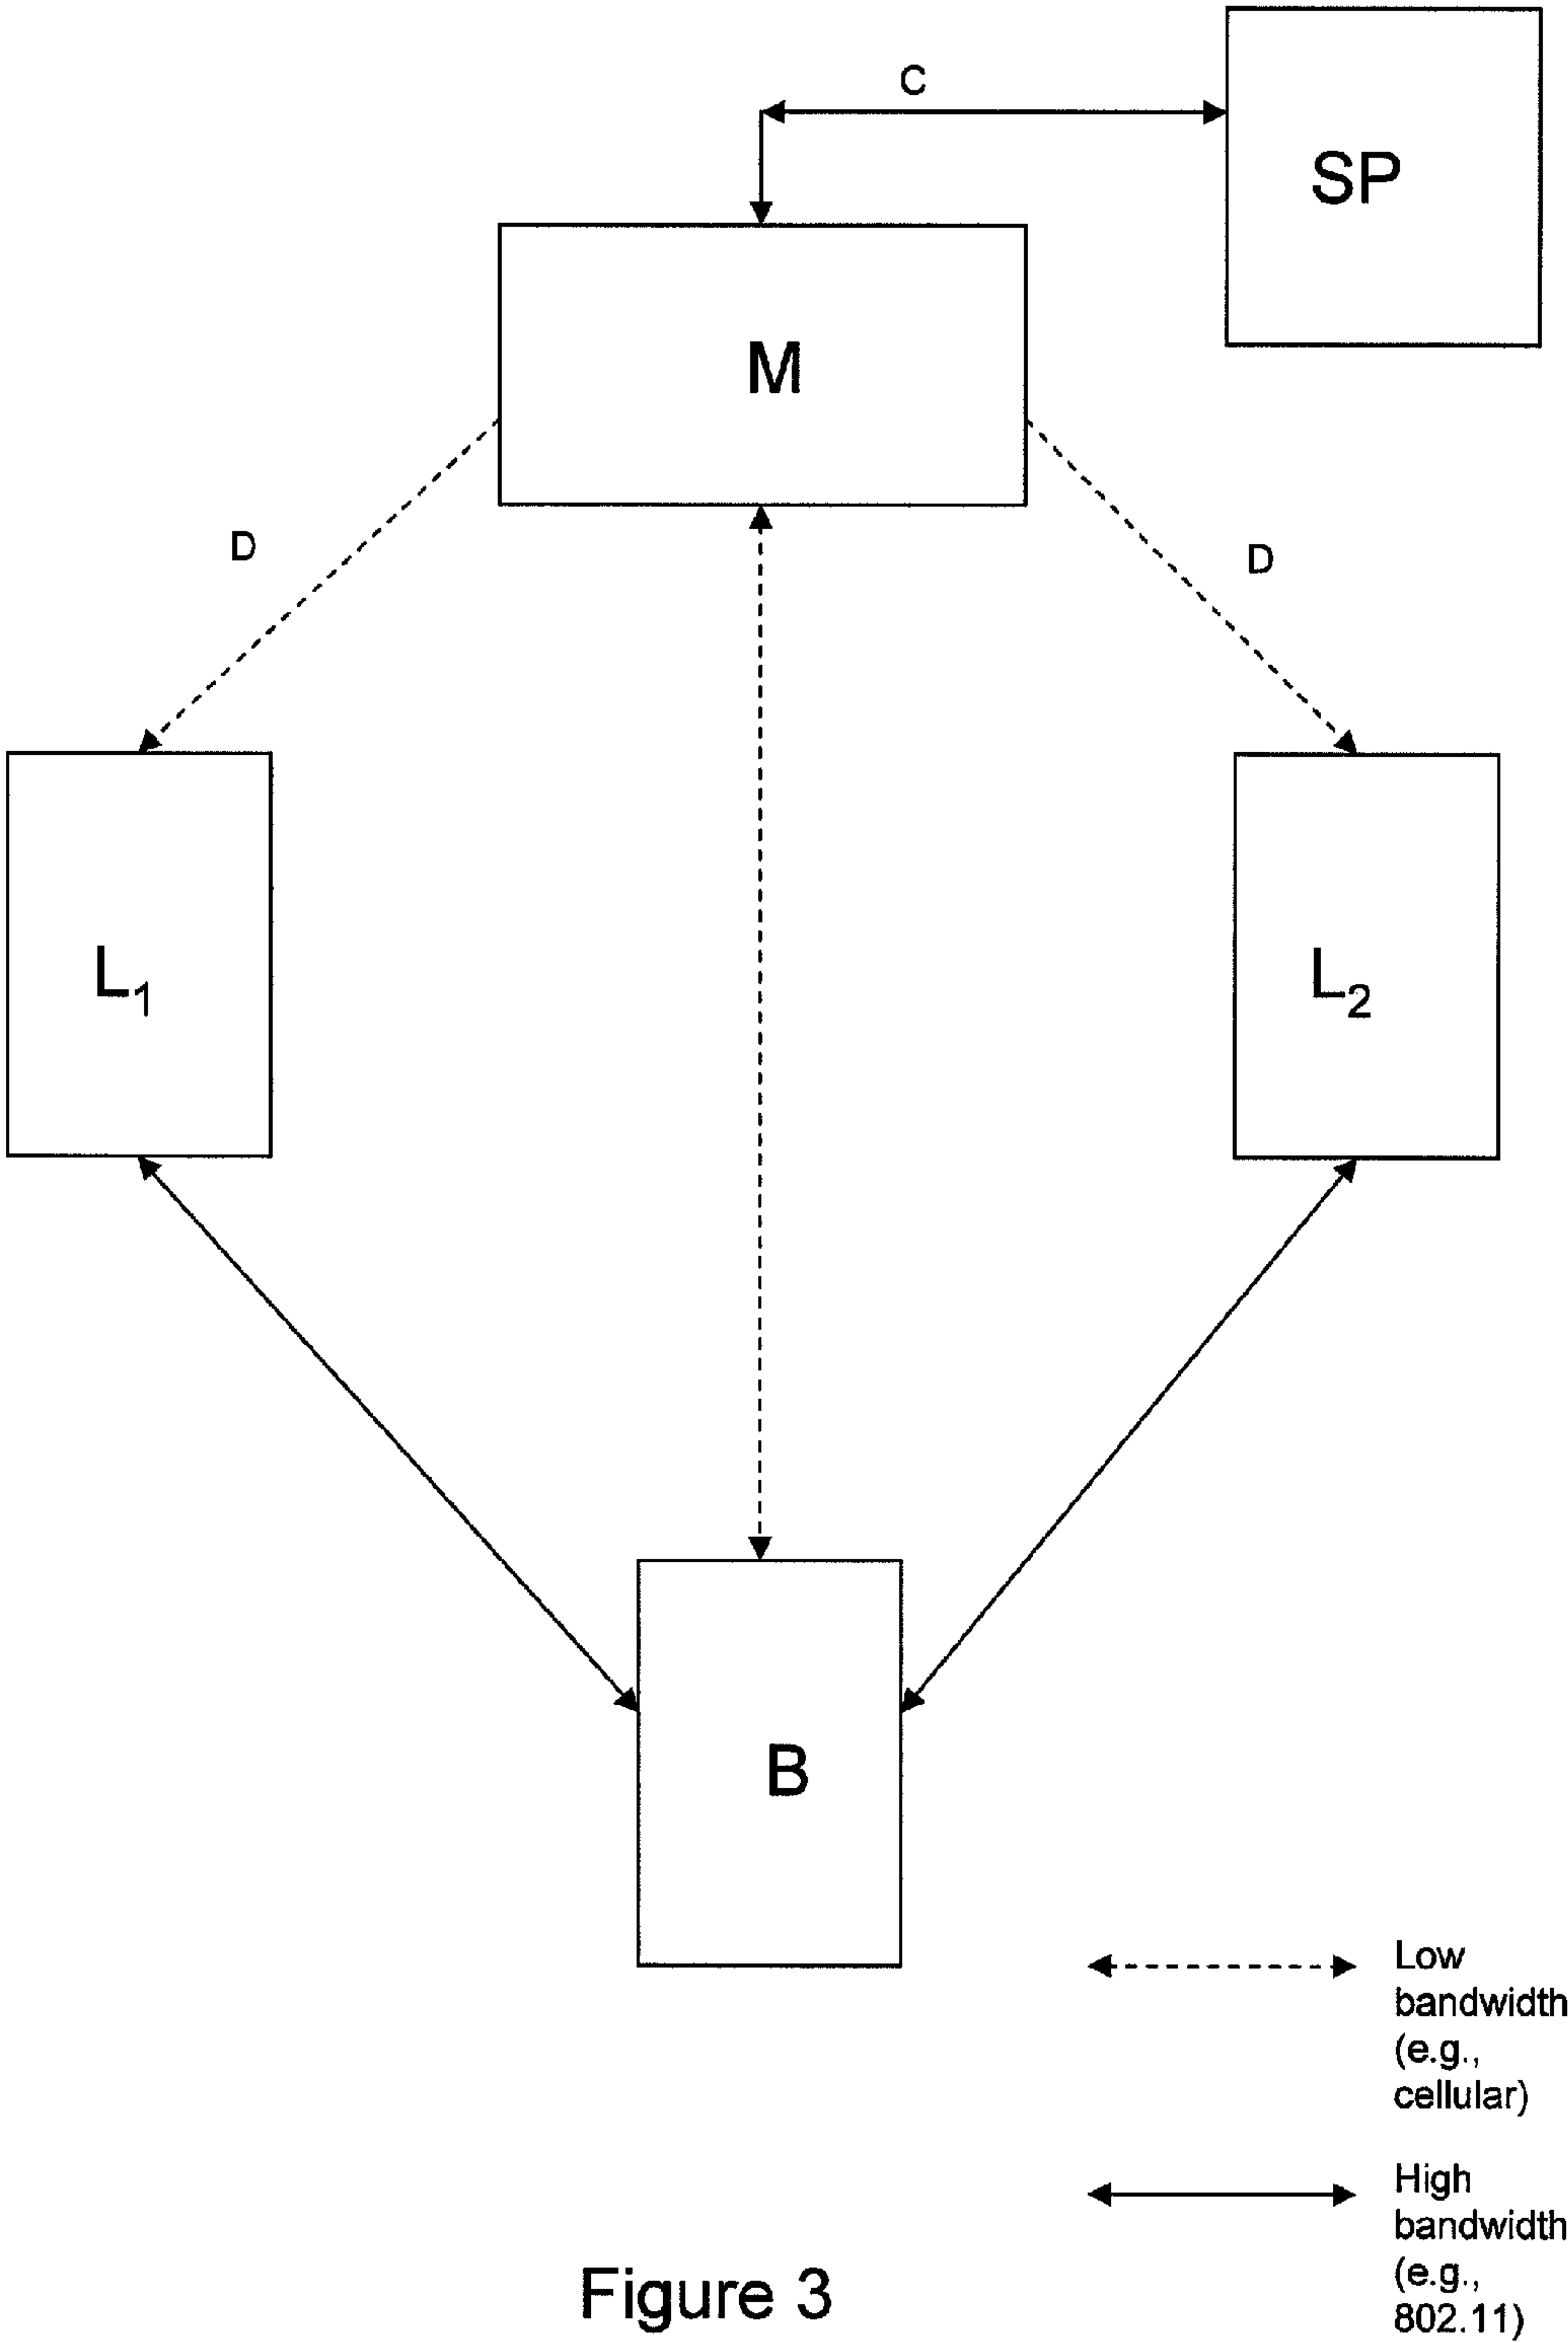 C
SP
M
D
D
L₁
L₂
B
Low
bandwidth
(e.g.,
cellular)
High
bandwidth
(e.g.,
802.11)
Figure 3